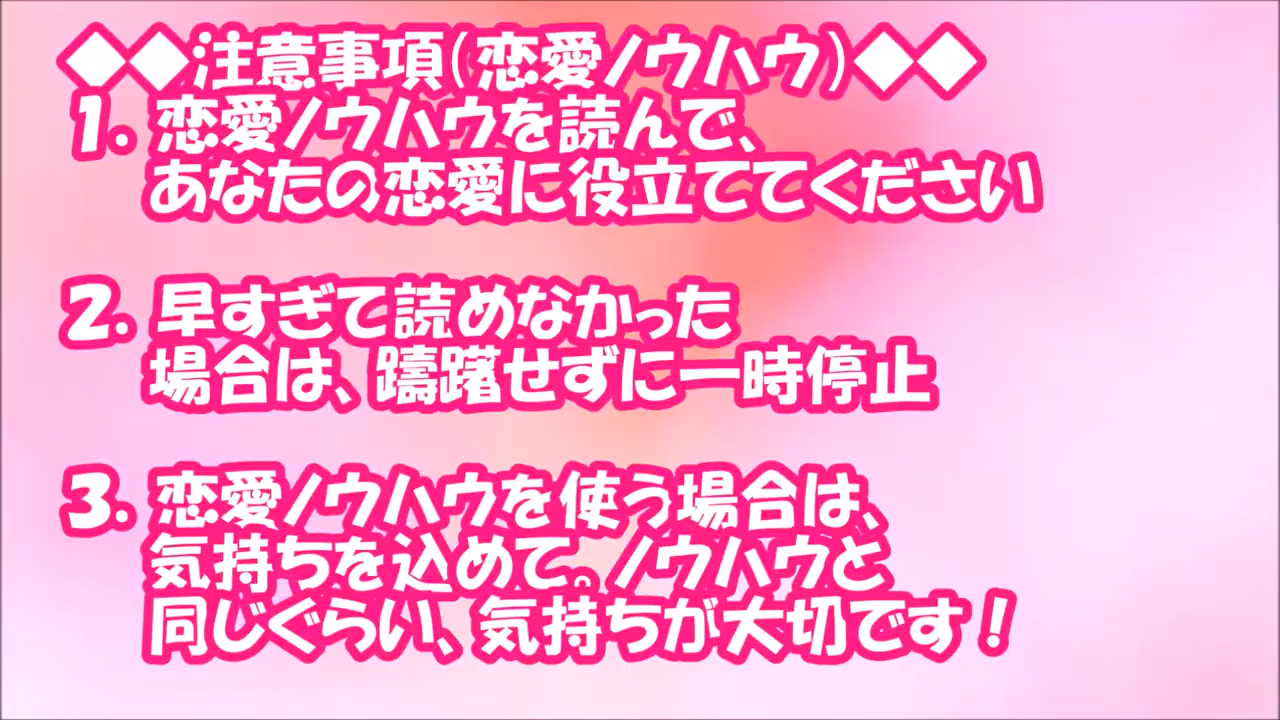 ◆◆注意事項(恋愛ノウハウ)◆◆
1. 恋愛ノウハウを読んで、
あなたの恋愛に役立ててください
2. 早すぎて読めなかった
場合は、躊躇せずに一時停止
3. 恋愛ノウハウを使う場合は、
気持ちを込めて。ノウハウと
同じぐらい、気持ちが大切です！